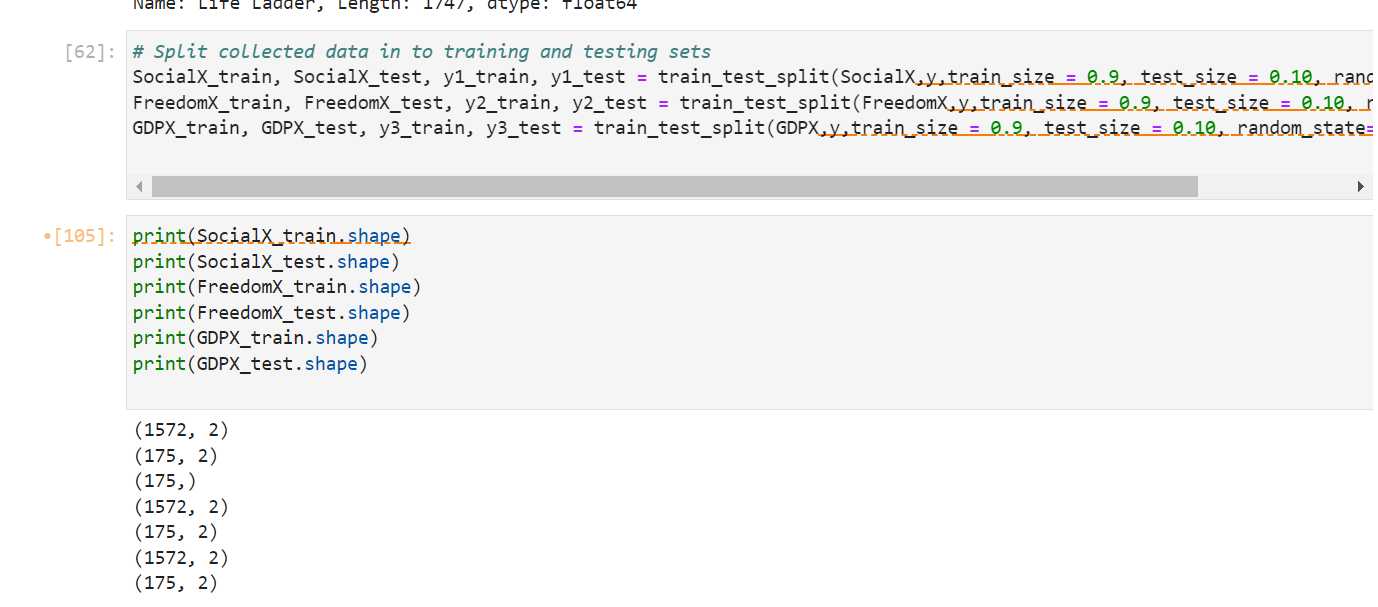 Name: Life Ladder, Length: 1747, dtype: float64
[62]:
# Split collected data in to training and testing sets
SocialX_train, SocialX_test, y1_train, y1_test = train_test_split(SocialX,y,train_size = 0.9, test_size = 0.10, rand
FreedomX_train, FreedomX_test, y2_train, y2_test = train_test_split(FreedomX,y,train_size = 0.9, test_size = 0.10, r
GDPX_train, GDPX_test, y3_train, y3_test = train_test_split(GDPX,y,train_size = 0.9, test_size = 0.10, random_state=
•[105]:
print(SocialX_train.shape)
print(SocialX_test.shape)
print(FreedomX_train.shape)
print(FreedomX_test.shape)
print(GDPX_train.shape)
print(GDPX_test.shape)
(1572, 2)
(175, 2)
(175,)
(1572, 2)
(175, 2)
(1572, 2)
(175, 2)